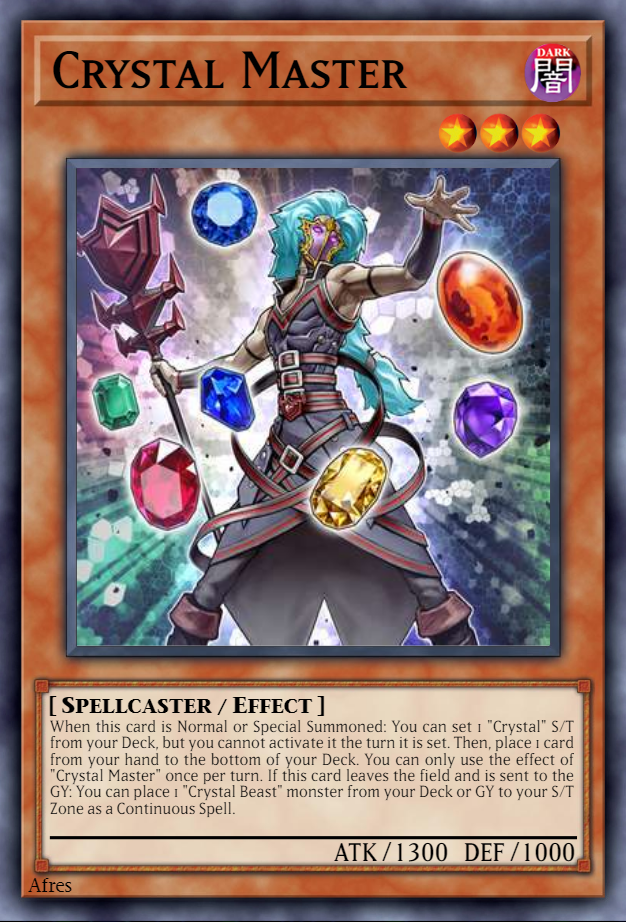 Crystal Master
DARK
闇
[ Spellcaster / Effect ]
When this card is Normal or Special Summoned: You can set 1 "Crystal" S/T
from your Deck, but you cannot activate it the turn it is set. Then, place 1 card
from your hand to the bottom of your Deck. You can only use the effect of
"Crystal Master" once per turn. If this card leaves the field and is sent to the
GY: You can place 1 "Crystal Beast" monster from your Deck or GY to your S/T
Zone as a Continuous Spell.
ATK/1300 DEF/1000
Afres